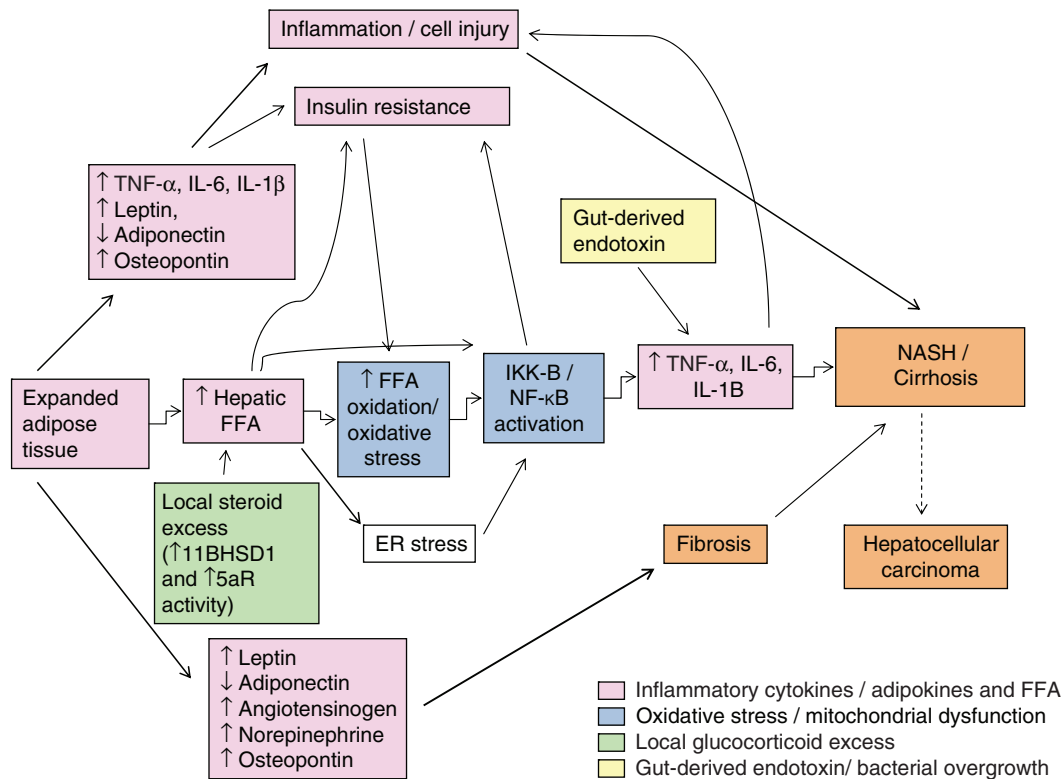 Inflammation / cell injury
Insulin resistance
↑ TNF-α, IL-6, IL-1β
↑ Leptin,
↓ Adiponectin
↑ Osteopontin
Gut-derived
endotoxin
Expanded
adipose
tissue
↑ Hepatic
FFA
↑ FFA
oxidation/
oxidative
stress
IKK-B /
NF-κB
activation
↑ TNF-α, IL-6,
IL-1B
NASH /
Cirrhosis
Local steroid
excess
(↑11BHSD1
and ↑5aR
activity)
ER stress
Fibrosis
Hepatocellular
carcinoma
↑ Leptin
↓ Adiponectin
↑ Angiotensinogen
↑ Norepinephrine
↑ Osteopontin
Inflammatory cytokines / adipokines and FFA
Oxidative stress / mitochondrial dysfunction
Local glucocorticoid excess
Gut-derived endotoxin/ bacterial overgrowth